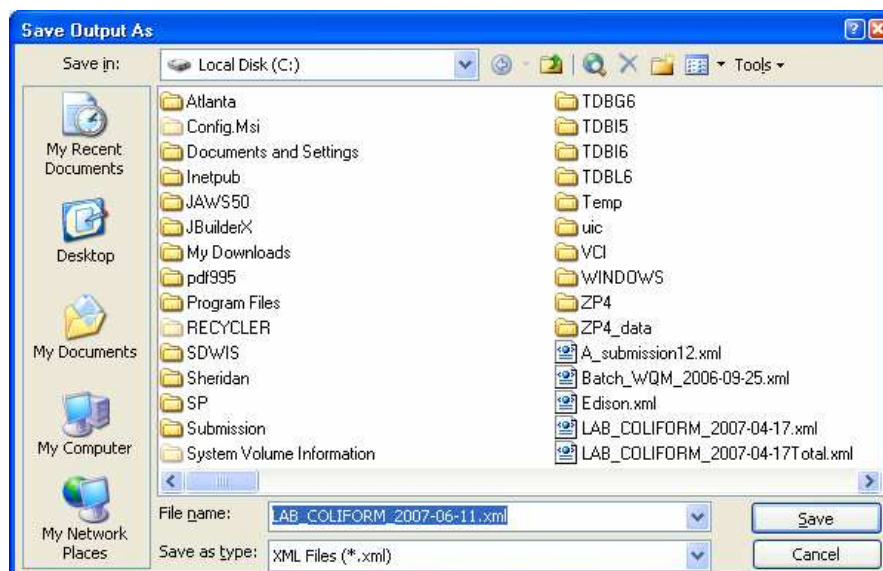 Save Output As
Save in:
Local Disk (C:)
Tools
My Recent
Documents
Desktop
My Documents
My Computer
My Network
Places
Atlanta
Config.Msi
Documents and Settings
Inetpub
JAWS50
JBuilderX
My Downloads
pdf995
Program Files
RECYCLER
SDWIS
Sheridan
SP
Submission
System Volume Information
TDBG6
TDBI5
TDBI6
TDBL6
Temp
uic
VCI
WINDOWS
ZP4
ZP4_data
A_submission12.xml
Batch_WQM_2006-09-25.xml
Edison.xml
LAB_COLIFORM_2007-04-17.xml
LAB_COLIFORM_2007-04-17Total.xml
File name:
LAB_COLIFORM_2007-06-11.xml
Save
Save as type:
XML Files (*.xml)
Cancel